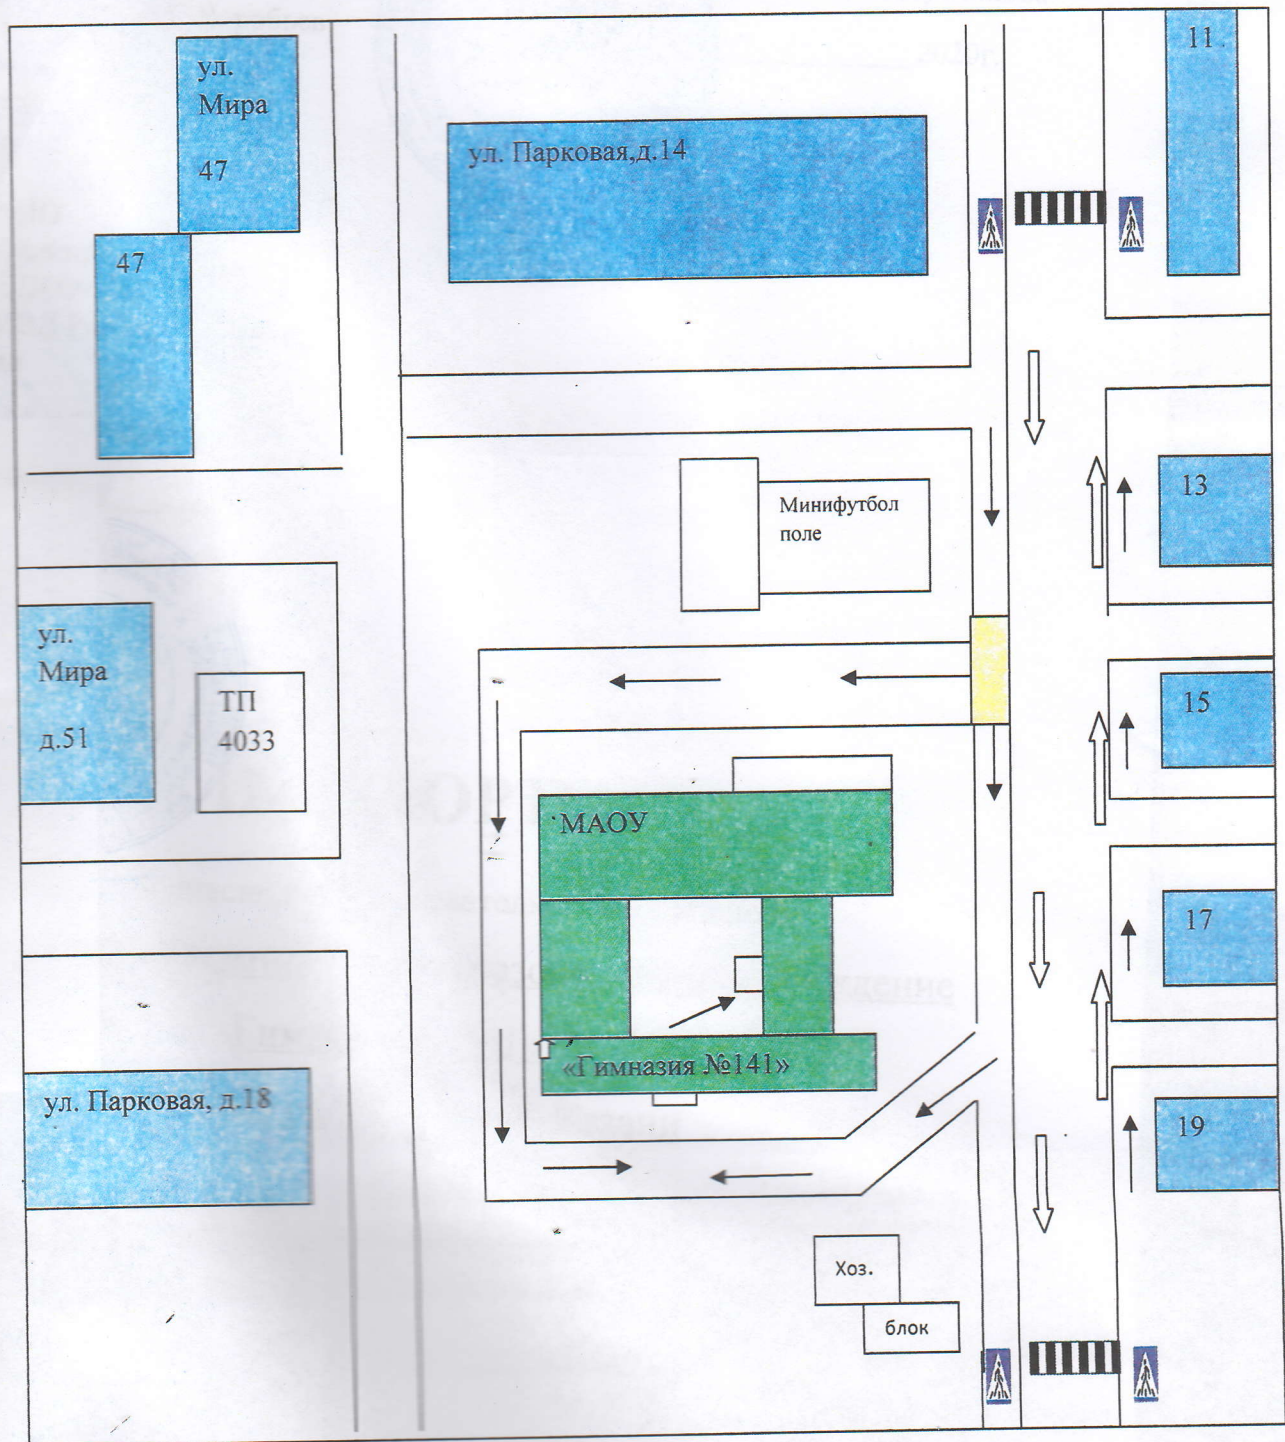 ул.
Мира
47
47
ул. Парковая,д.14
11
Минифутбол
поле
13
ул.
Мира
д.51
ТП
4033
15
МАОУ
17
«Гимназия №141»
ул. Парковая, д.18
19
Хоз.
блок